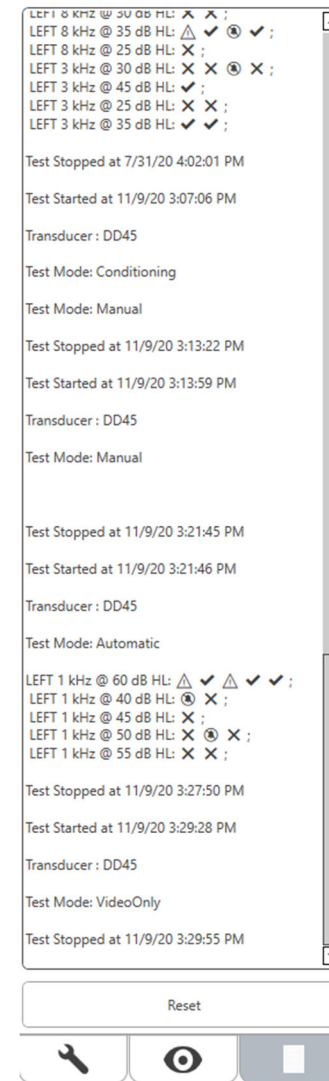 LEFT 8 kHz @ 30 dB HL: ✕ ✕ ;
LEFT 8 kHz @ 35 dB HL: ⚠ ✔ 🔕 ✔ ;
LEFT 8 kHz @ 25 dB HL: ✕ ;
LEFT 3 kHz @ 30 dB HL: ✕ ✕ 🔕 ✕ ;
LEFT 3 kHz @ 45 dB HL: ✔ ;
LEFT 3 kHz @ 25 dB HL: ✕ ✕ ;
LEFT 3 kHz @ 35 dB HL: ✔ ✔ ;
Test Stopped at 7/31/20 4:02:01 PM
Test Started at 11/9/20 3:07:06 PM
Transducer : DD45
Test Mode: Conditioning
Test Mode: Manual
Test Stopped at 11/9/20 3:13:22 PM
Test Started at 11/9/20 3:13:59 PM
Transducer : DD45
Test Mode: Manual
Test Stopped at 11/9/20 3:21:45 PM
Test Started at 11/9/20 3:21:46 PM
Transducer : DD45
Test Mode: Automatic
LEFT 1 kHz @ 60 dB HL: ⚠ ✔ ⚠ ✔ ✔ ;
LEFT 1 kHz @ 40 dB HL: 🔕 ✕ ;
LEFT 1 kHz @ 45 dB HL: ✕ ;
LEFT 1 kHz @ 50 dB HL: ✕ 🔕 ✕ ;
LEFT 1 kHz @ 55 dB HL: ✕ ✕ ;
Test Stopped at 11/9/20 3:27:50 PM
Test Started at 11/9/20 3:29:28 PM
Transducer : DD45
Test Mode: VideoOnly
Test Stopped at 11/9/20 3:29:55 PM
Reset